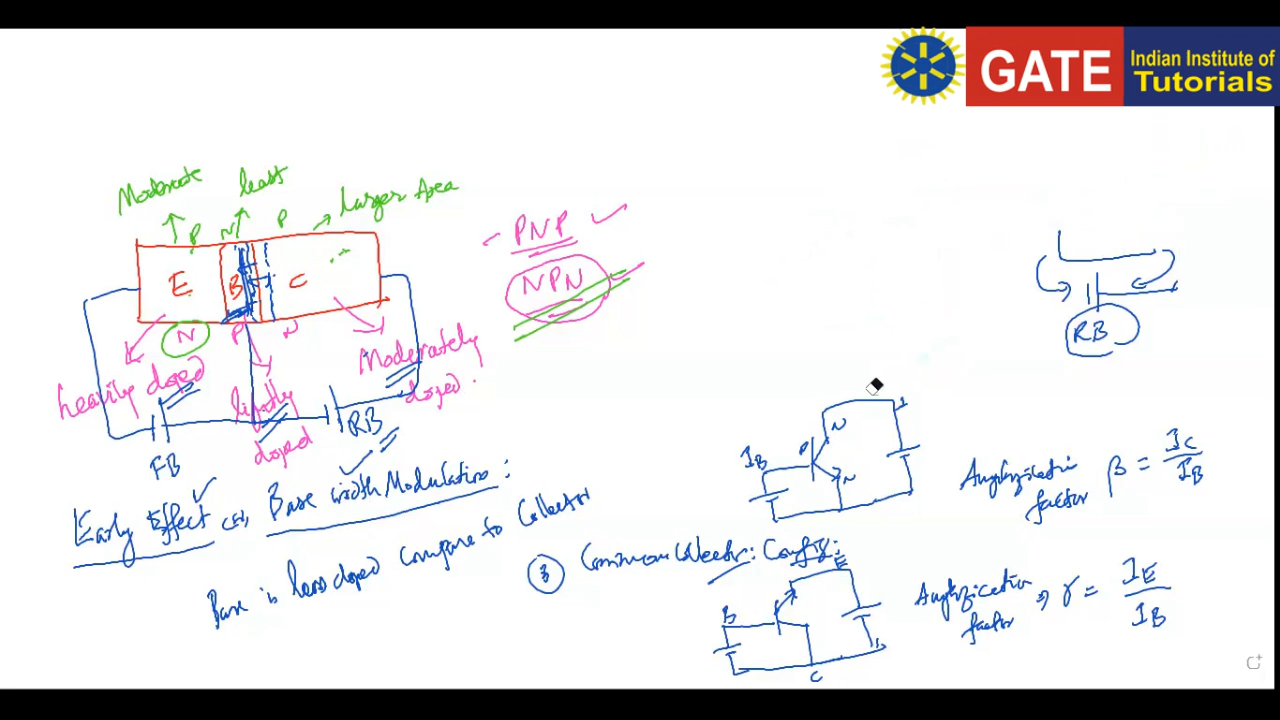 GATE
Indian Institute of
Tutorials
Moderate
least
Larger Area
P N P
E B C
N P N
- PNP
NPN
heavily doped
lightly
doped
Moderately
doped
FB
RB
RB
Early Effect (or) Base width Modulation :
Base is less doped compare to Collector
IB
P
N
N
Amplification
factor
β = IC / IB
3 Common Collector: Config:
B
E
C
Amplification
factor
⇒ γ = IE / IB